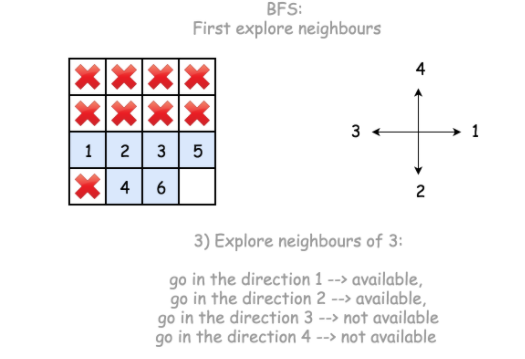 BFS:
First explore neighbours
4
3
1
1 2 3 5
4 6
2
3) Explore neighbours of 3:
go in the direction 1 --> available,
go in the direction 2 --> available,
go in the direction 3 --> not available
go in the direction 4 --> not available